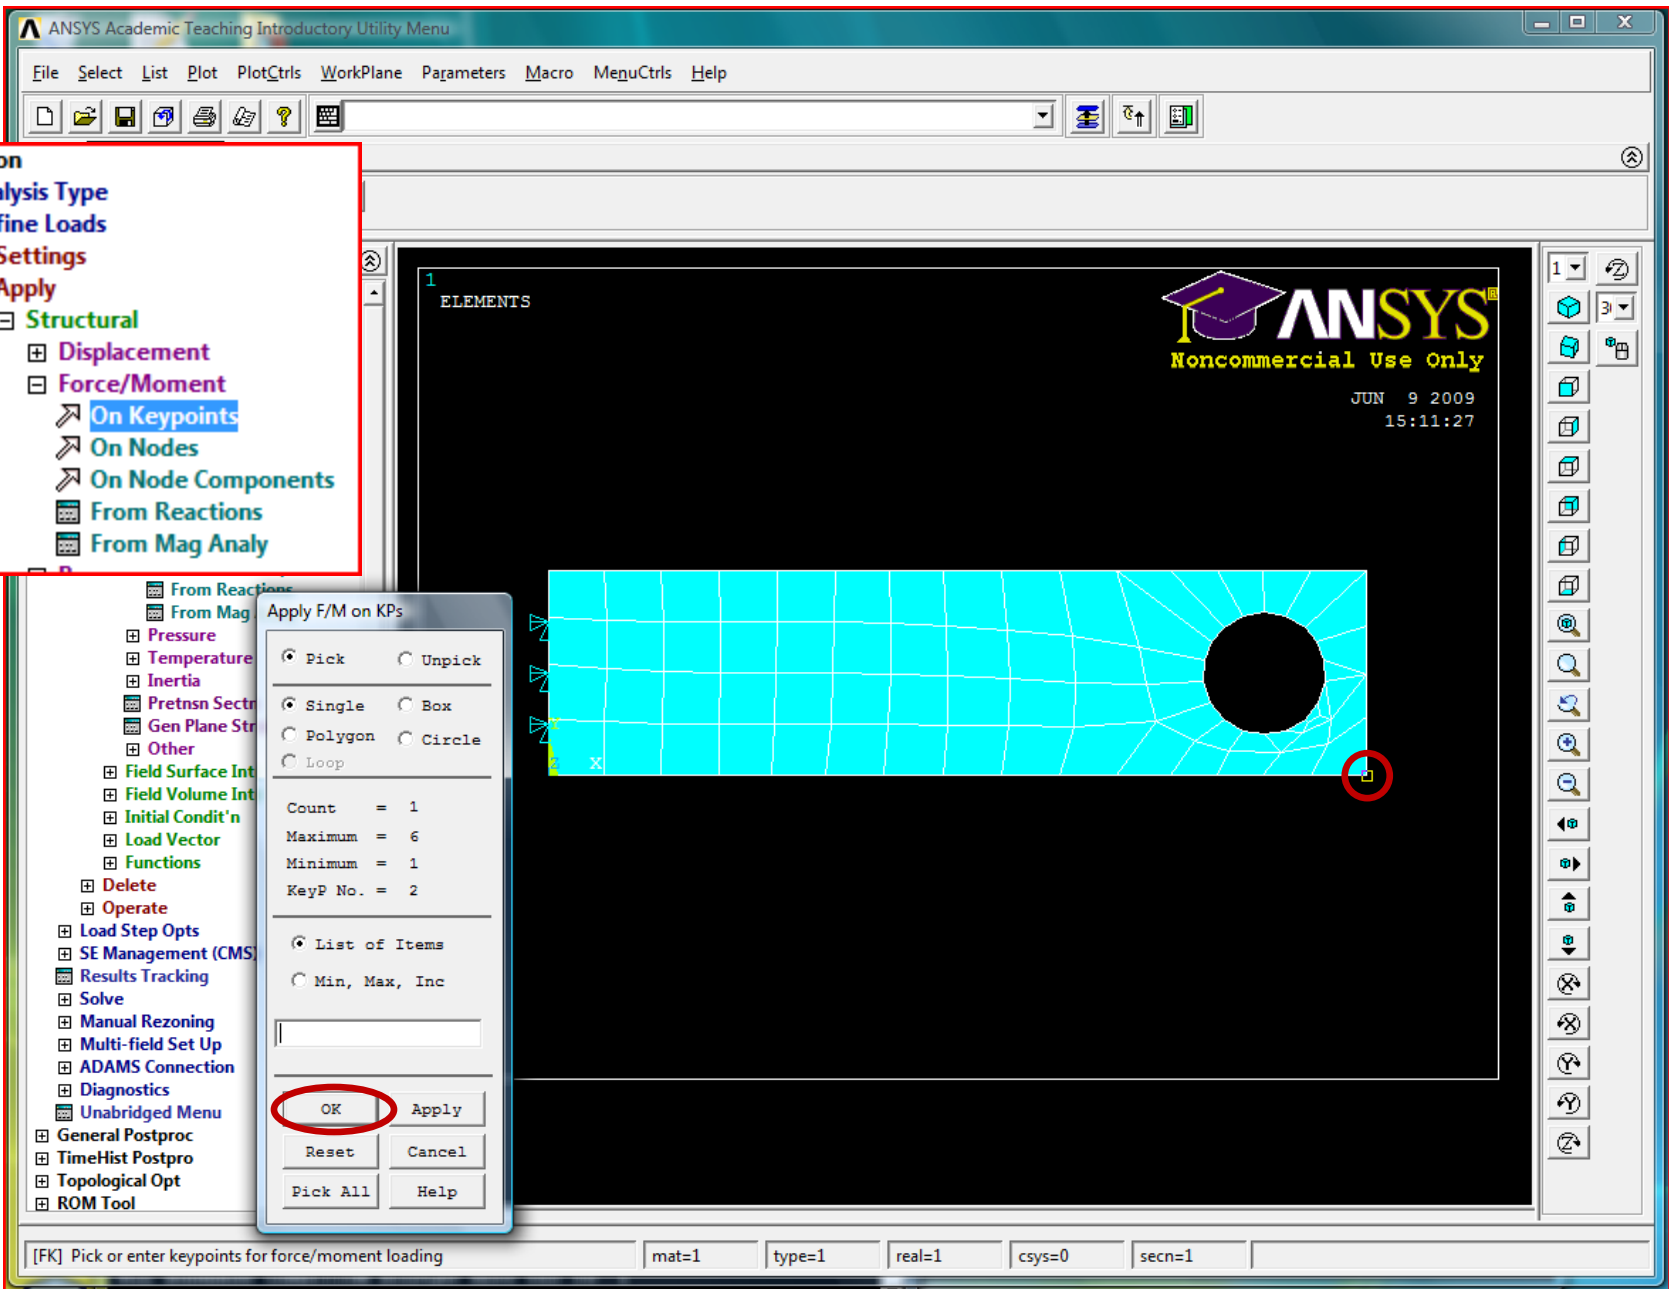 ANSYS Academic Teaching Introductory Utility Menu
File Select List Plot PlotCtrls WorkPlane Parameters Macro MenuCtrls Help
on
alysis Type
fine Loads
Settings
Apply
Structural
Displacement
Force/Moment
On Keypoints
On Nodes
On Node Components
From Reactions
From Mag Analy
From Reactions
From Mag
Pressure
Temperature
Inertia
Pretnsn Sectn
Gen Plane Str
Other
Field Surface Int
Field Volume Int
Initial Condit'n
Load Vector
Functions
Delete
Operate
Load Step Opts
SE Management (CMS)
Results Tracking
Solve
Manual Rezoning
Multi-field Set Up
ADAMS Connection
Diagnostics
Unabridged Menu
General Postproc
TimeHist Postpro
Topological Opt
ROM Tool
Apply F/M on KPs
Pick Unpick
Single Box
Polygon Circle
Loop
Count = 1
Maximum = 6
Minimum = 1
KeyP No. = 2
List of Items
Min, Max, Inc
OK Apply
Reset Cancel
Pick All Help
1
ELEMENTS
ANSYS®
Noncommercial Use Only
JUN 9 2009
15:11:27
Y
Z X
1
[FK] Pick or enter keypoints for force/moment loading
mat=1 type=1 real=1 csys=0 secn=1